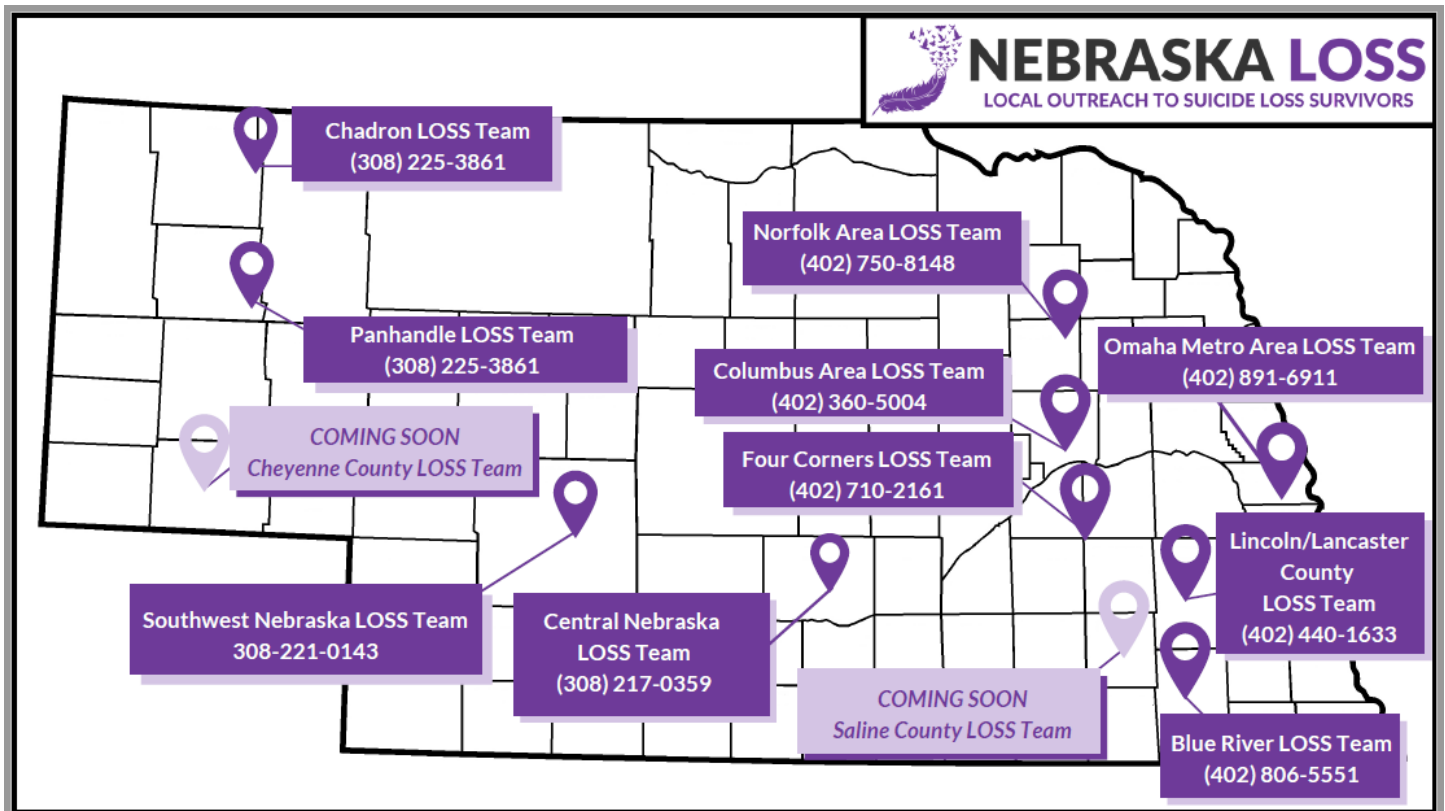 NEBRASKA LOSS
LOCAL OUTREACH TO SUICIDE LOSS SURVIVORS
Chadron LOSS Team
(308) 225-3861
Norfolk Area LOSS Team
(402) 750-8148
Panhandle LOSS Team
(308) 225-3861
Omaha Metro Area LOSS Team
(402) 891-6911
Columbus Area LOSS Team
(402) 360-5004
COMING SOON
Cheyenne County LOSS Team
Four Corners LOSS Team
(402) 710-2161
Lincoln/Lancaster
County
LOSS Team
(402) 440-1633
Southwest Nebraska LOSS Team
308-221-0143
Central Nebraska
LOSS Team
(308) 217-0359
COMING SOON
Saline County LOSS Team
Blue River LOSS Team
(402) 806-5551